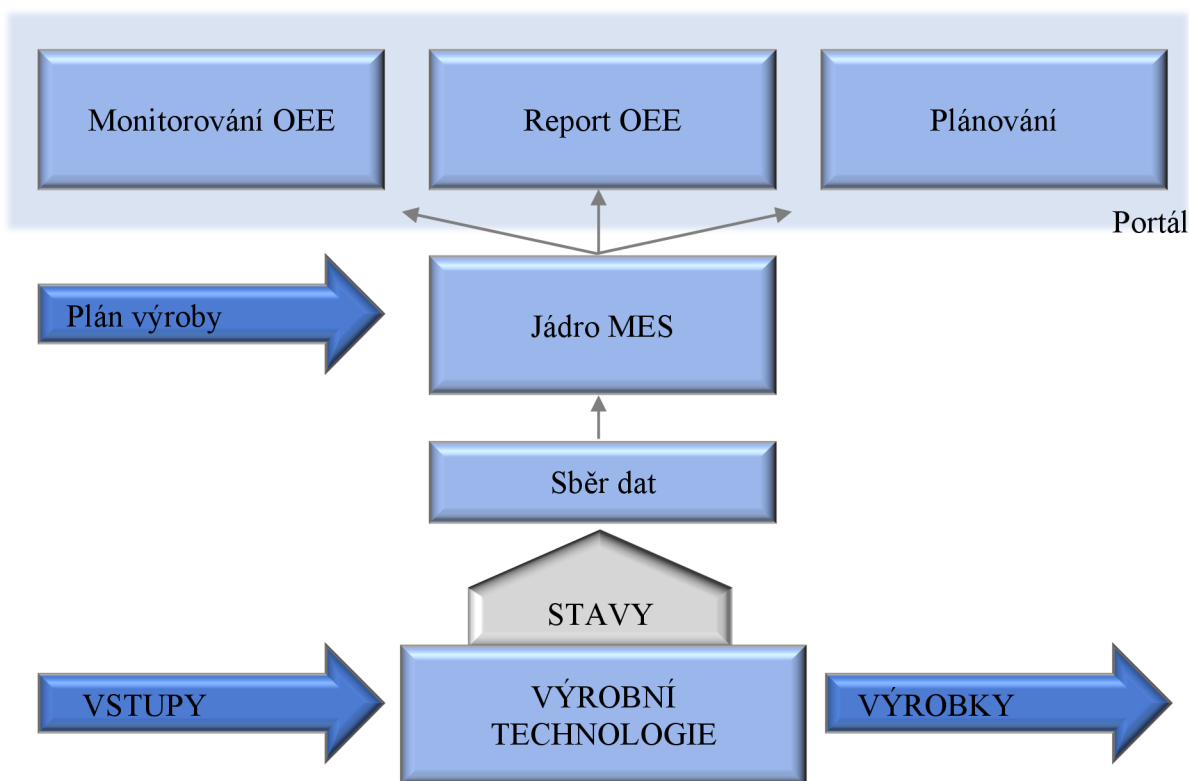 Monitorování OEE
Report OEE
Plánování
Portál
Plán výroby
Jádro MES
Sběr dat
STAVY
VSTUPY
VÝROBNÍ
TECHNOLOGIE
VÝROBKY